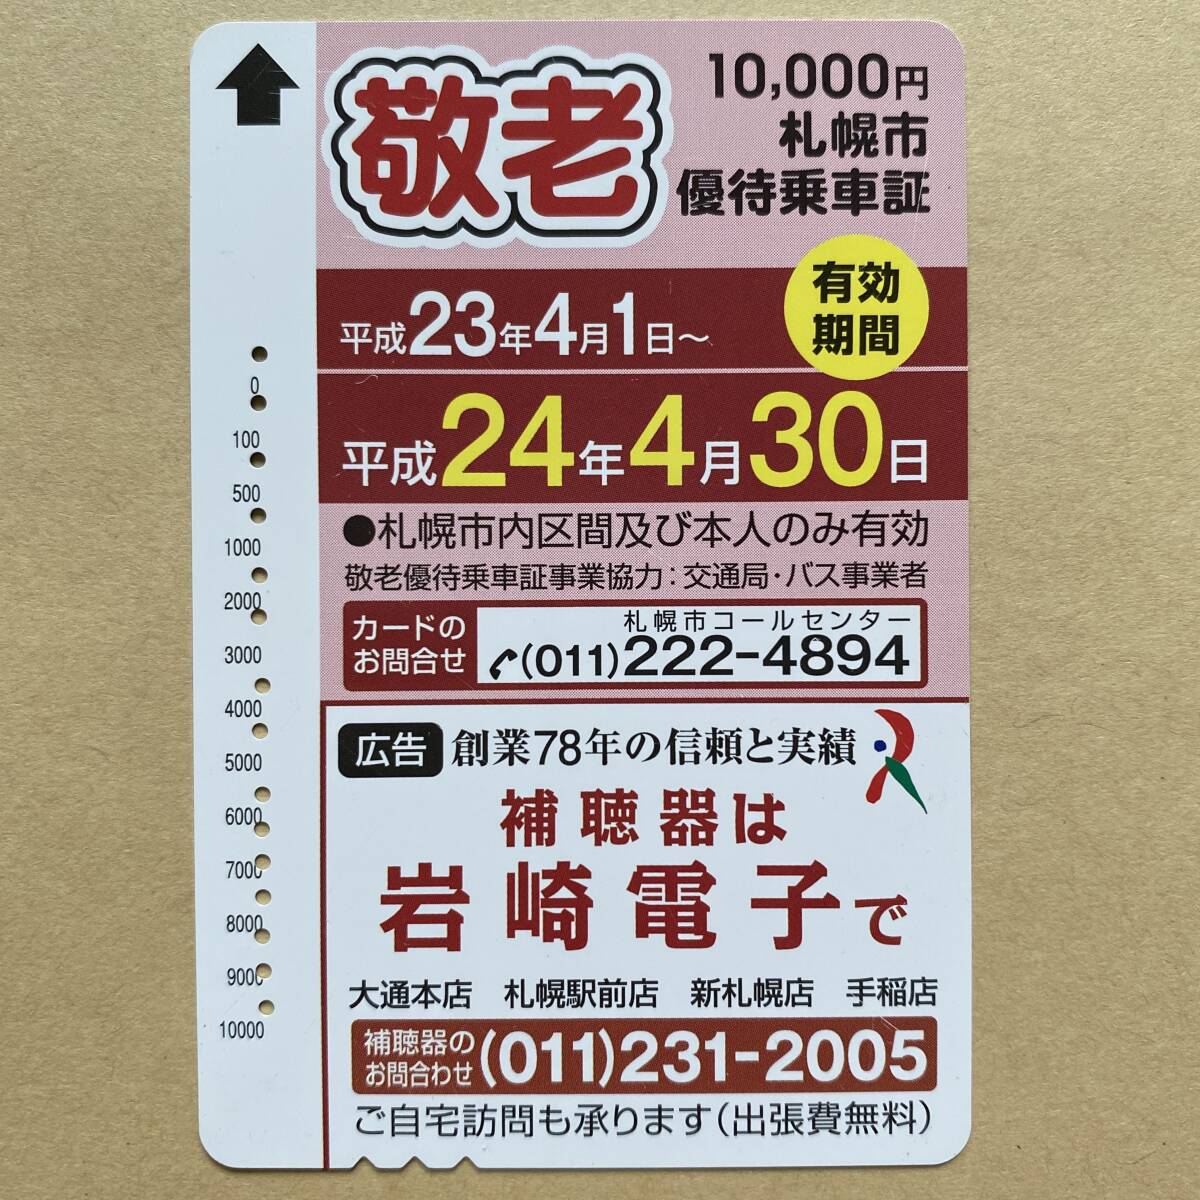 敬老
10,000円
札幌市
優待乗車証
有効
期間
平成23年4月1日～
平成24年4月30日
●札幌市内区間及び本人のみ有効
敬老優待乗車証事業協力：交通局・バス事業者
カードの
お問合せ
札幌市コールセンター
(011)222-4894
広告
創業78年の信頼と実績
補聴器は
岩崎電子で
大通本店 札幌駅前店 新札幌店 手稲店
補聴器の
お問合わせ
(011)231-2005
ご自宅訪問も承ります(出張費無料)
0
100
500
1000
2000
3000
4000
5000
6000
7000
8000
9000
10000